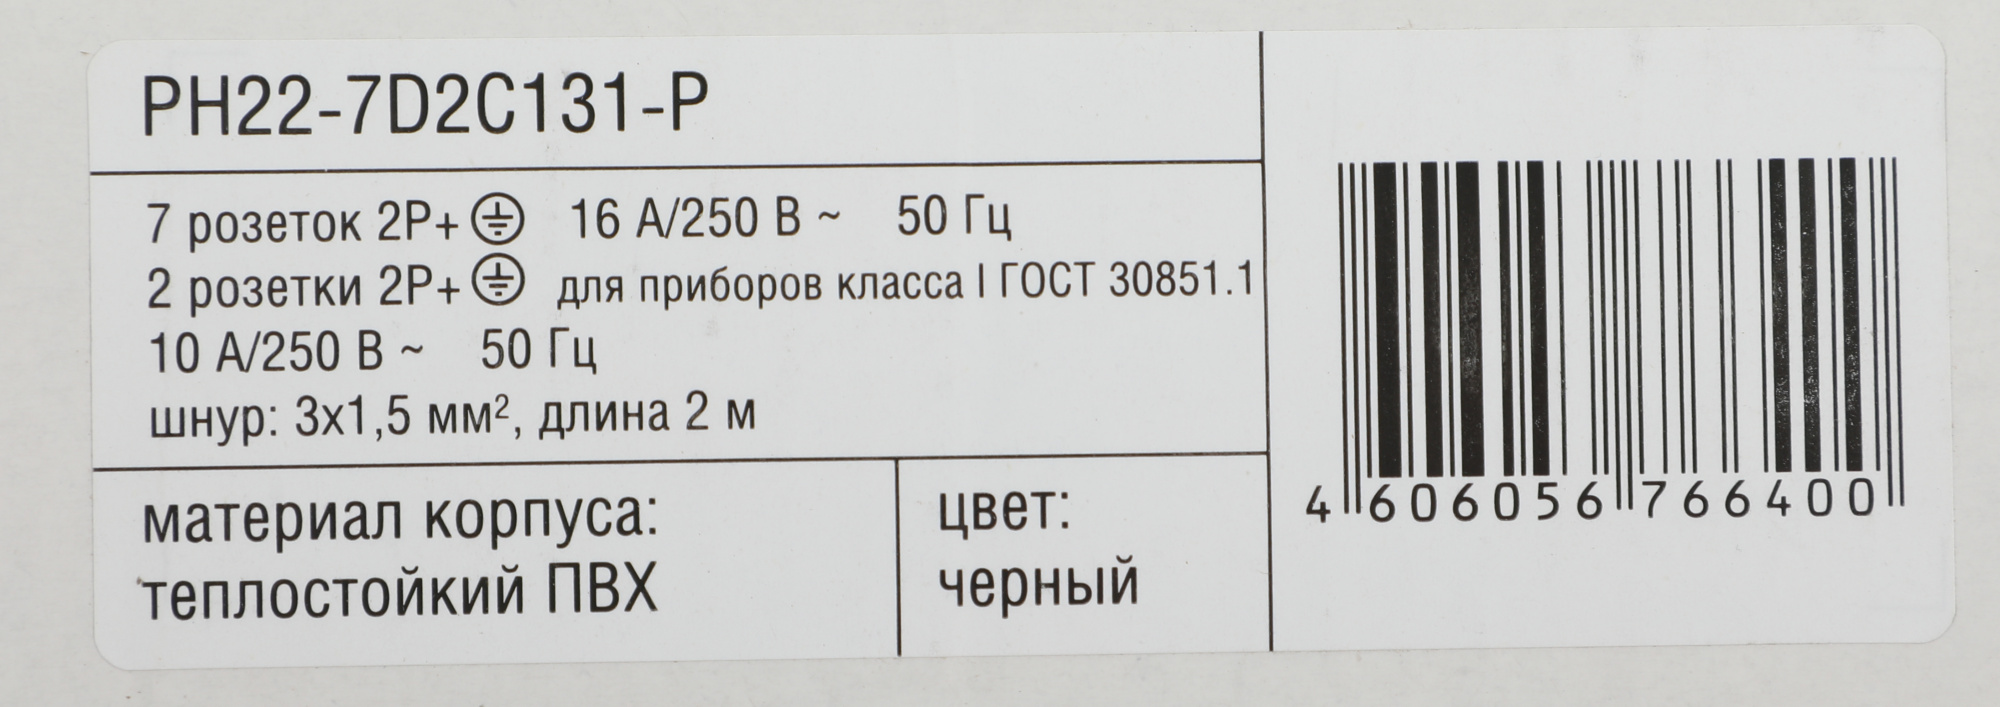 PH22-7D2C131-P
7 розеток 2P+⏚ 16 А/250 В ~ 50 Гц
2 розетки 2P+⏚ для приборов класса I ГОСТ 30851.1
10 А/250 В ~ 50 Гц
шнур: 3х1,5 мм², длина 2 м
материал корпуса:
теплостойкий ПВХ
цвет:
черный
4 606056 766400